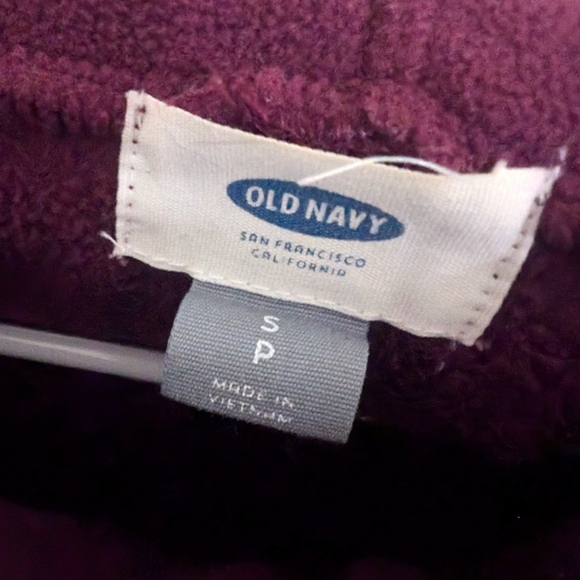 OLD NAVY
SAN FRANCISCO
CALIFORNIA
S
P
MADE IN
VIETNAM